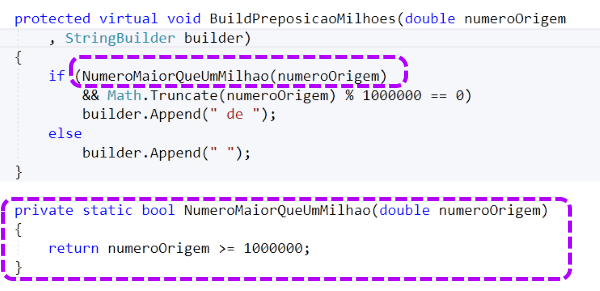 protected virtual void BuildPreposicaoMilhoes(double numeroOrigem
, StringBuilder builder)
{
if (NumeroMaiorQueUmMilhao(numeroOrigem)
&& Math.Truncate(numeroOrigem) % 1000000 == 0)
builder.Append(" de ");
else
builder.Append(" ");
}
private static bool NumeroMaiorQueUmMilhao(double numeroOrigem)
{
return numeroOrigem >= 1000000;
}